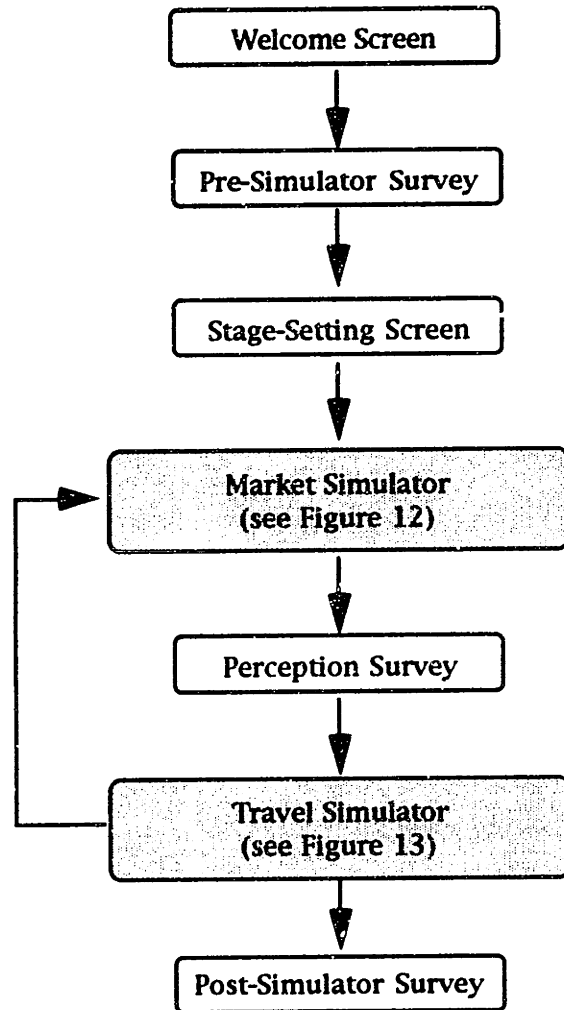 Welcome Screen
Pre-Simulator Survey
Stage-Setting Screen
Market Simulator
(see Figure 12)
Perception Survey
Travel Simulator
(see Figure 13)
Post-Simulator Survey